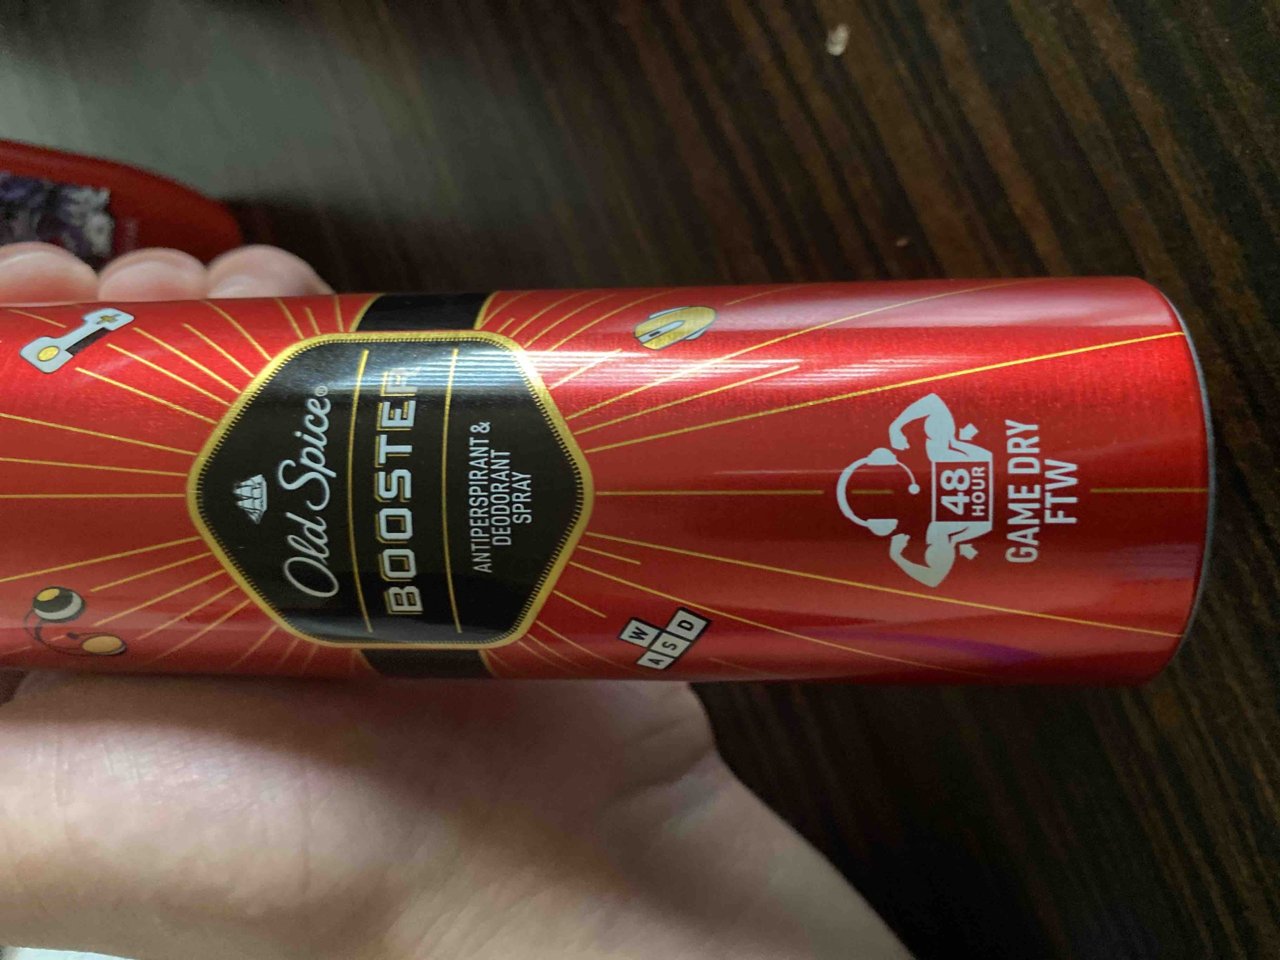 Old Spice®
BOOSTER
ANTIPERSPIRANT &
DEODORANT
SPRAY
W
A S D
48
HOUR
GAME DRY
FTW